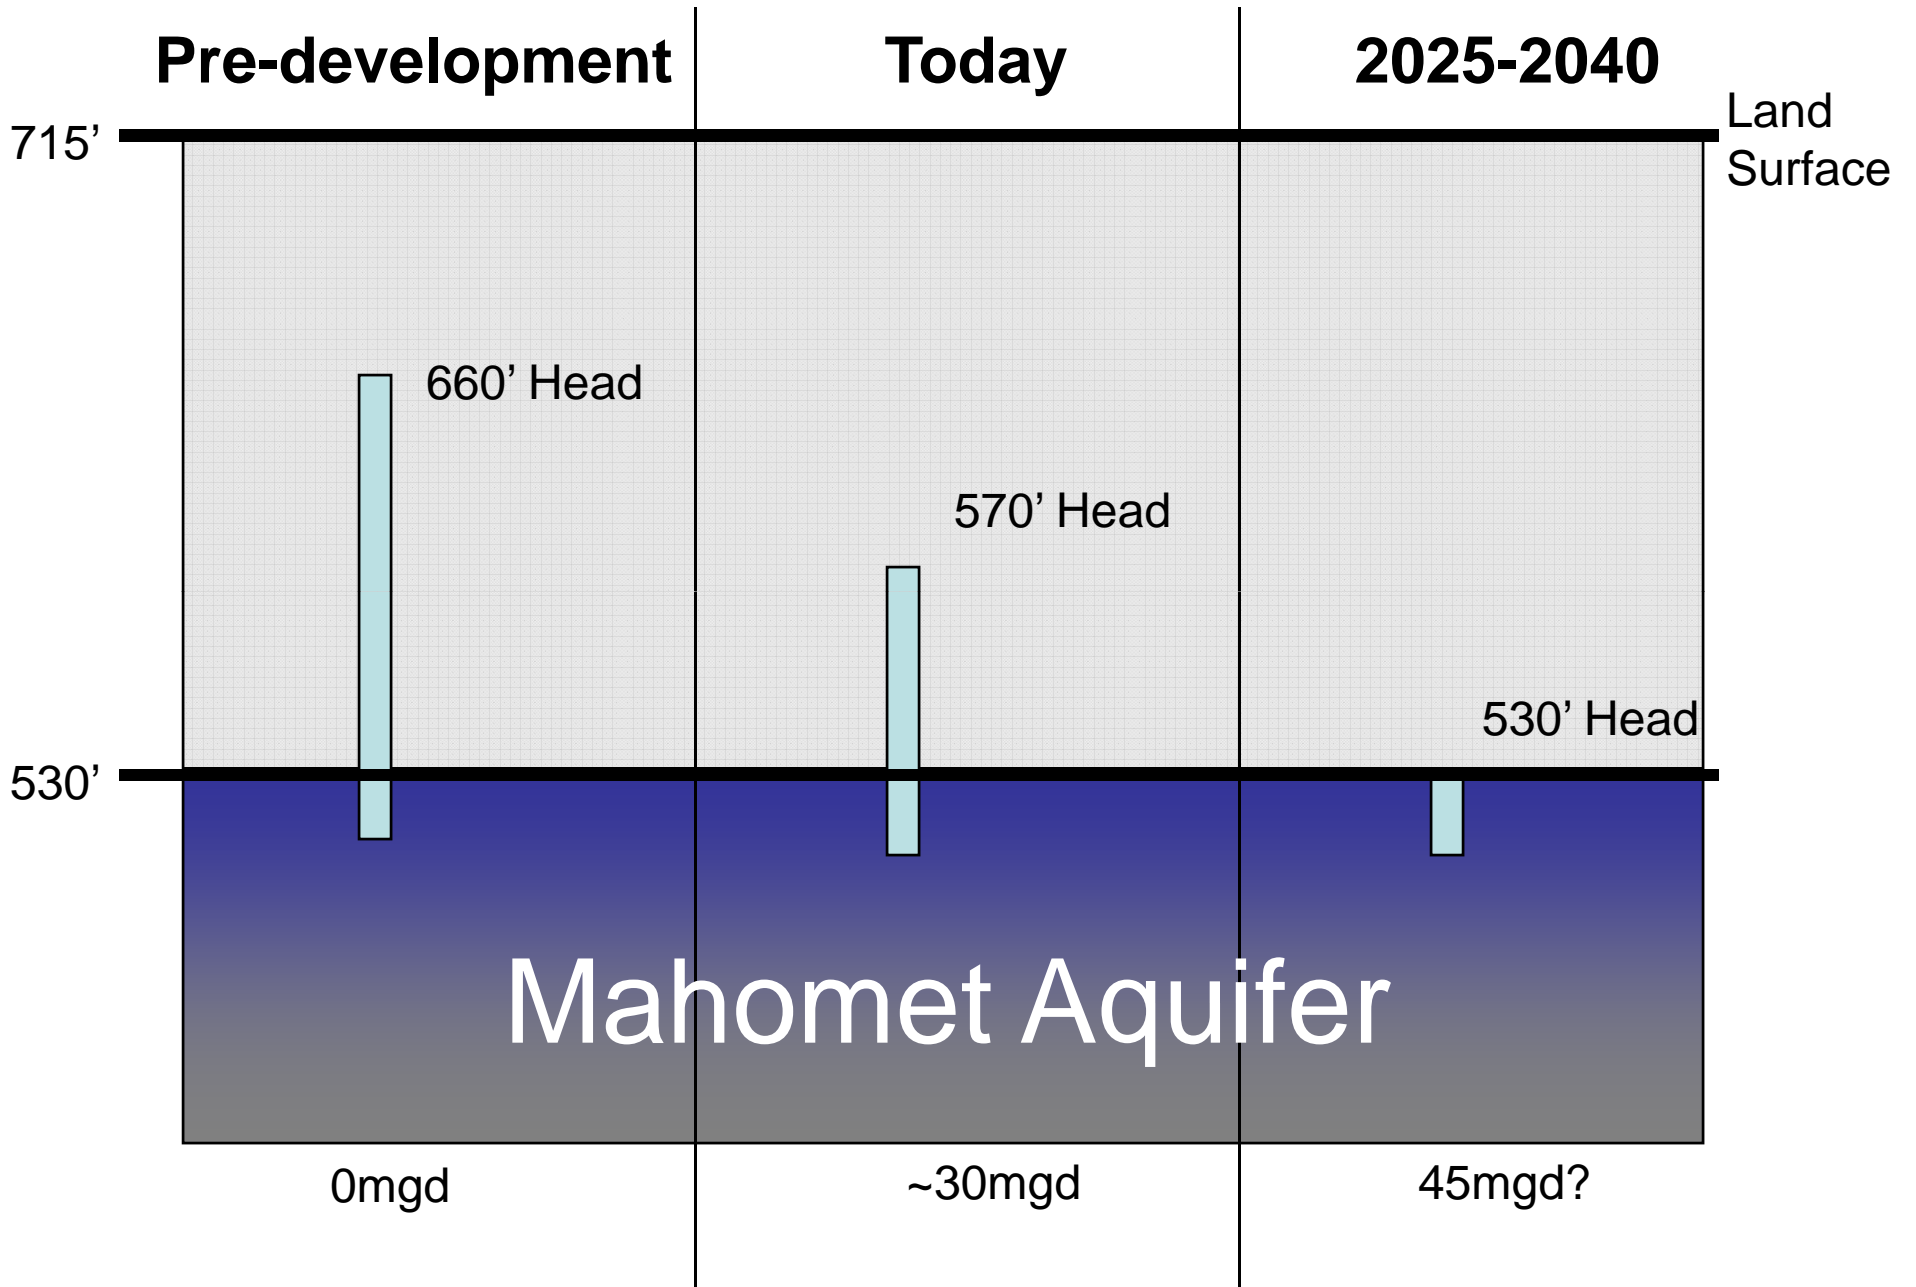 Pre-development
Today
2025-2040
Land
Surface
715’
660’ Head
570’ Head
530’ Head
530’
Mahomet Aquifer
0mgd
~30mgd
45mgd?